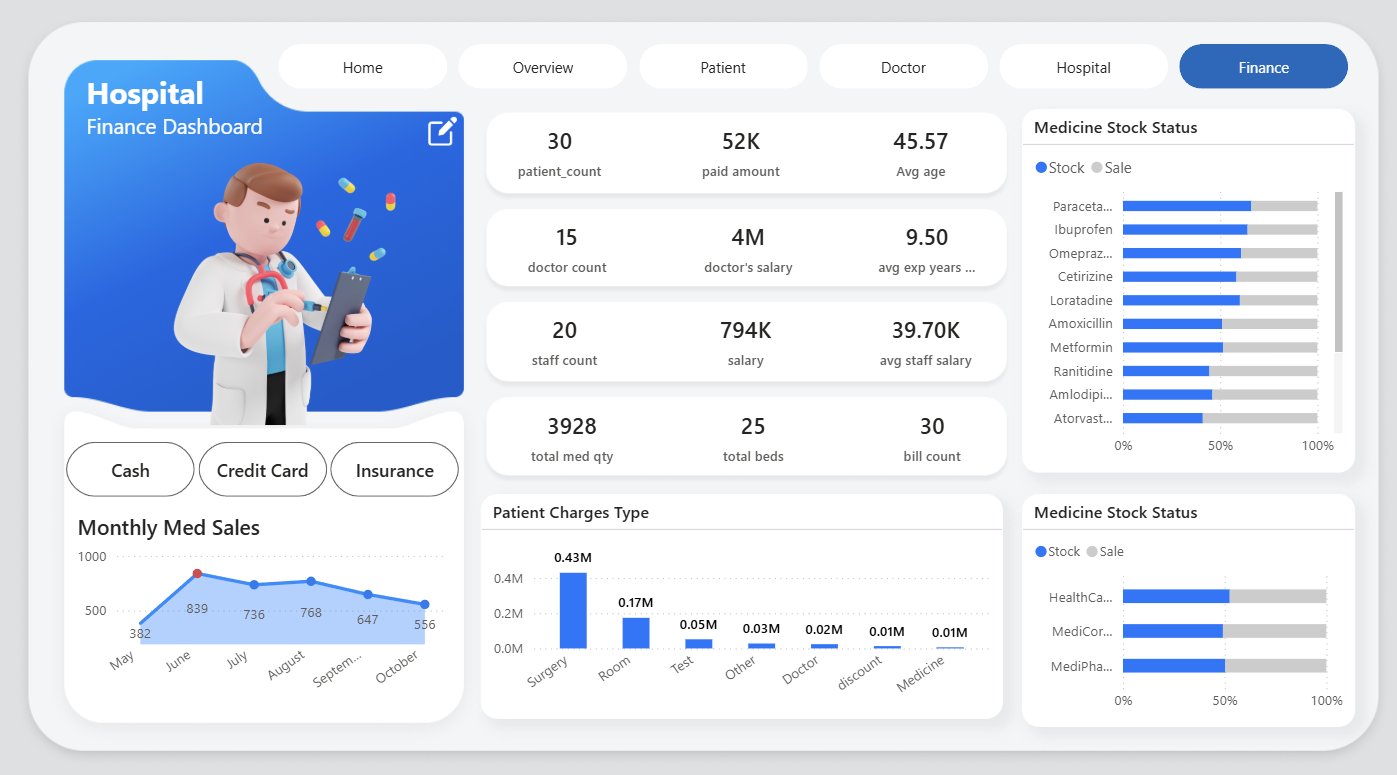 Home
Overview
Patient
Doctor
Hospital
Finance
Hospital
Finance Dashboard
30
patient_count
52K
paid amount
45.57
Avg age
15
doctor count
4M
doctor's salary
9.50
avg exp years ...
20
staff count
794K
salary
39.70K
avg staff salary
3928
total med qty
25
total beds
30
bill count
Cash
Credit Card
Insurance
Monthly Med Sales
1000
500
382
839
736
768
647
556
May
June
July
August
Septem...
October
Patient Charges Type
0.4M
0.2M
0.0M
0.43M
0.17M
0.05M
0.03M
0.02M
0.01M
0.01M
Surgery
Room
Test
Other
Doctor
discount
Medicine
Medicine Stock Status
Stock
Sale
Paraceta...
Ibuprofen
Omepraz...
Cetirizine
Loratadine
Amoxicillin
Metformin
Ranitidine
Amlodipi...
Atorvast...
0%
50%
100%
Medicine Stock Status
Stock
Sale
HealthCa...
MediCor...
MediPha...
0%
50%
100%